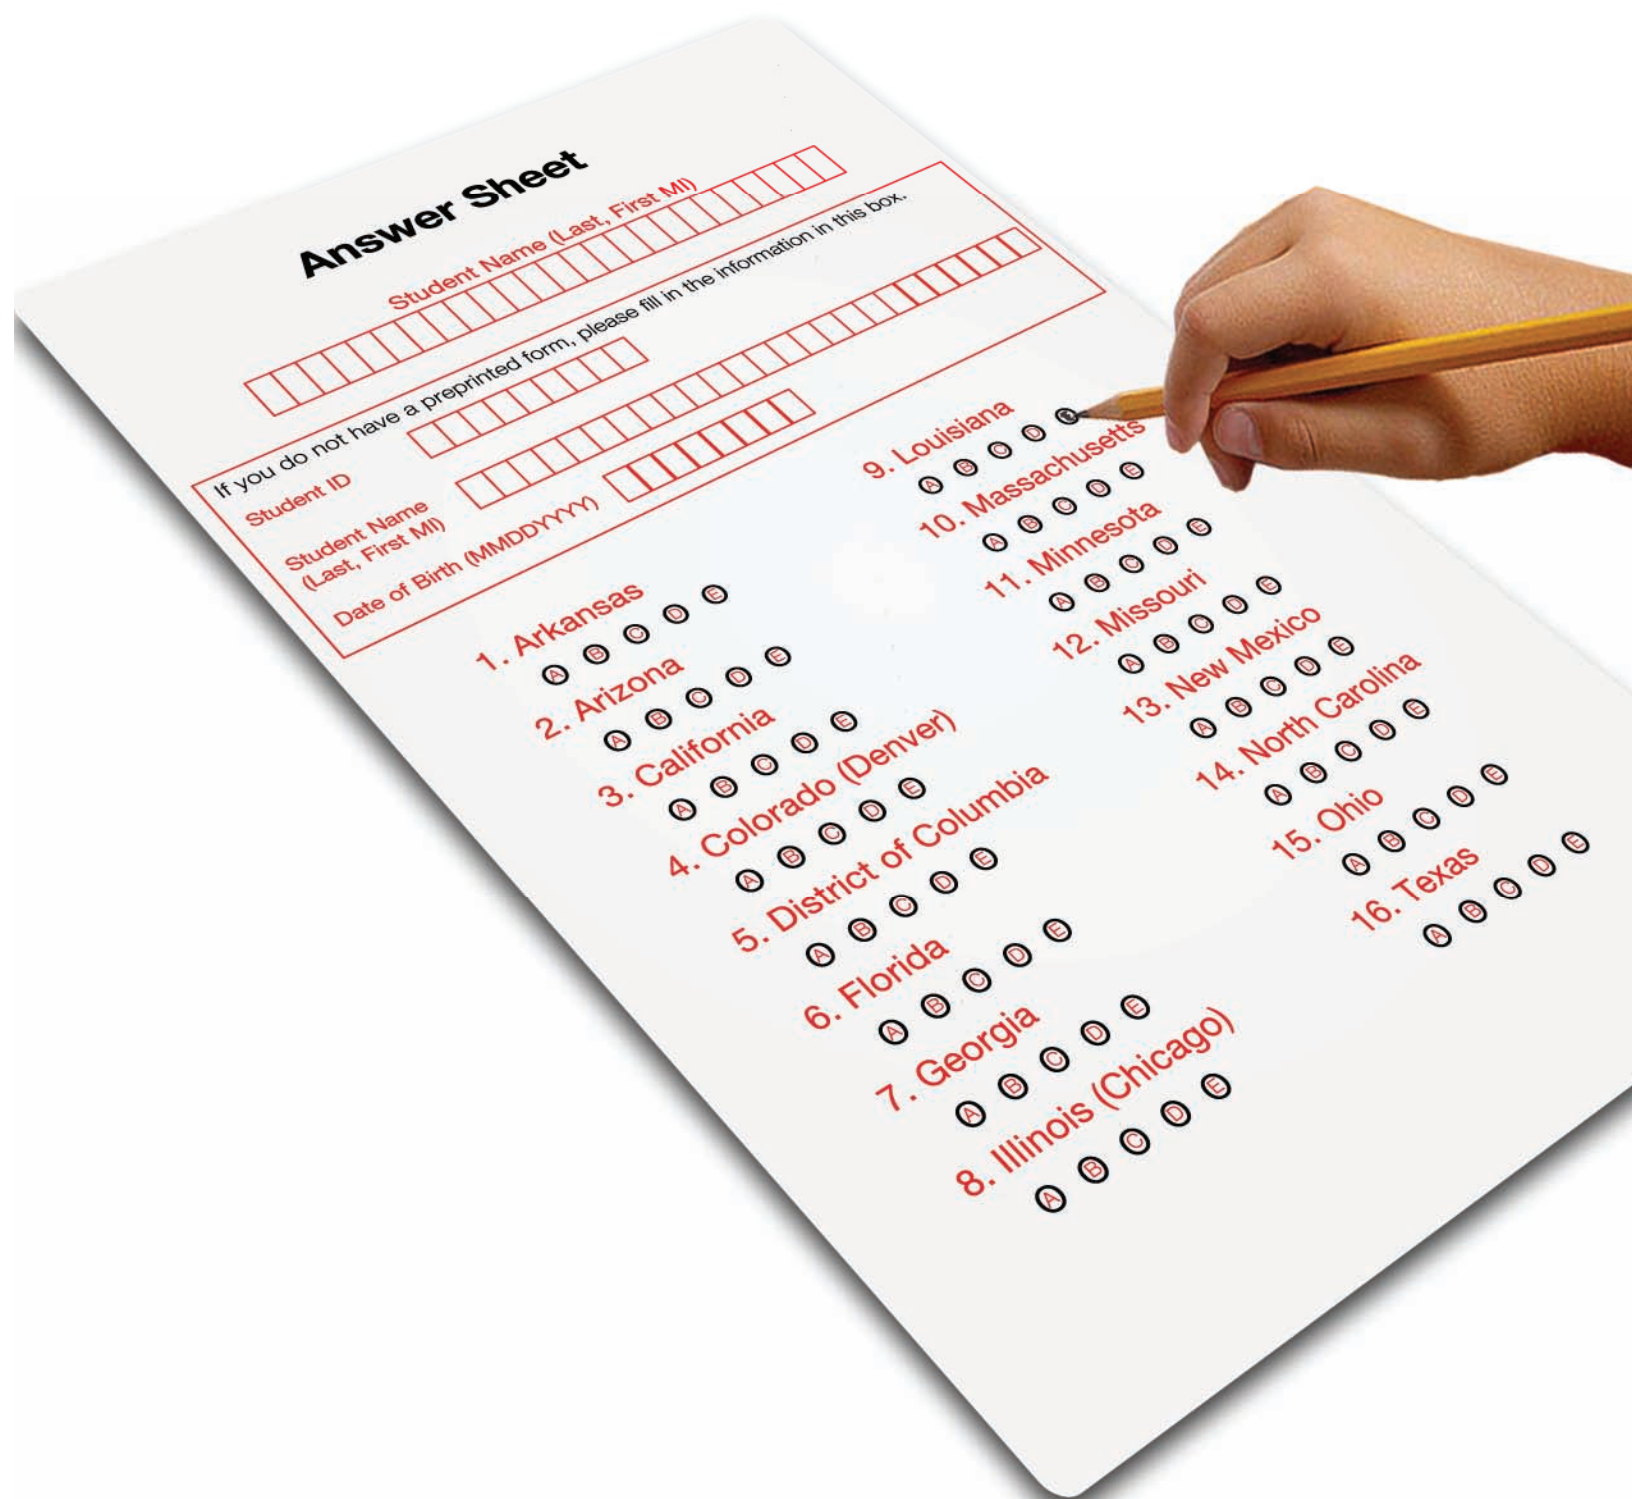 Answer Sheet
Student Name (Last, First MI)
If you do not have a preprinted form, please fill in the information in this box.
Student ID
Student Name
(Last, First MI)
Date of Birth (MMDDYYYY)
1. Arkansas
A B C D E
2. Arizona
A B C D E
3. California
A B C D E
4. Colorado (Denver)
A B C D E
5. District of Columbia
A B C D E
6. Florida
A B C D E
7. Georgia
A B C D E
8. Illinois (Chicago)
A B C D E
9. Louisiana
A B C D
10. Massachusetts
A B C D E
11. Minnesota
A B C D E
12. Missouri
A B C D E
13. New Mexico
A B C D E
14. North Carolina
A B C D E
15. Ohio
A B C D E
16. Texas
A B C D E